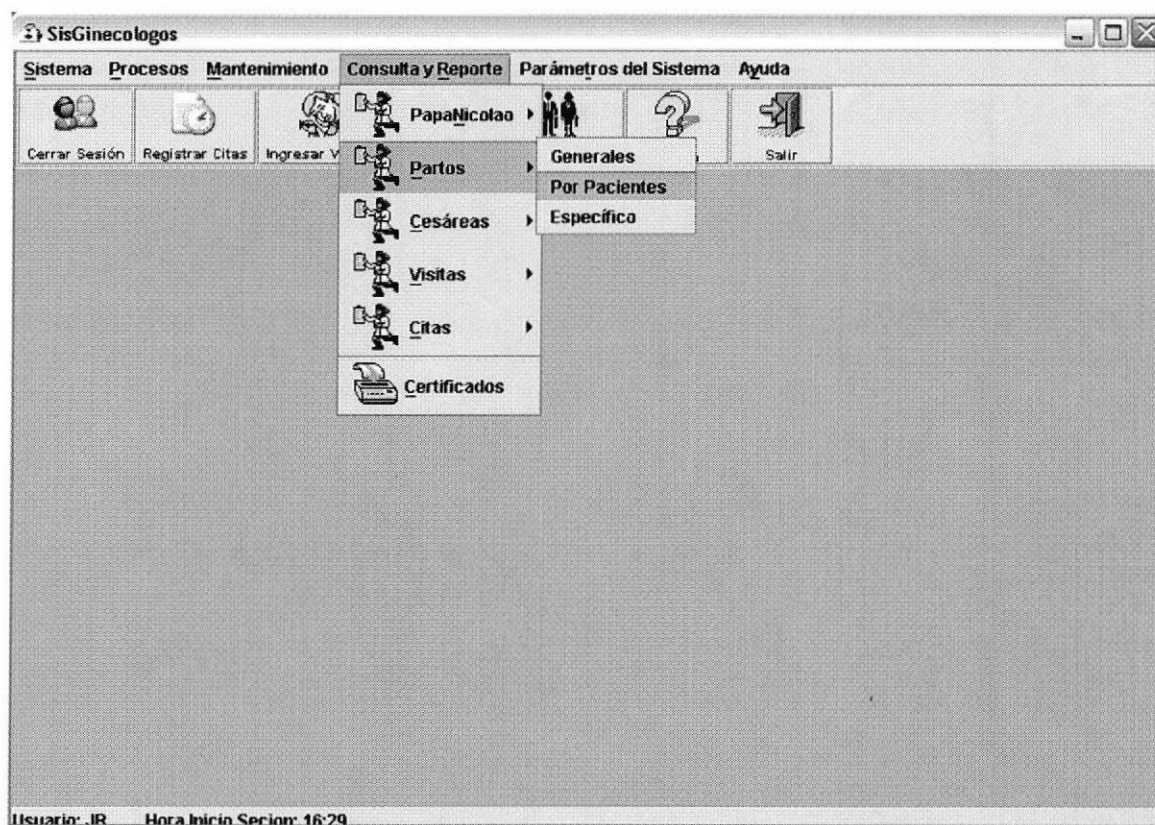 SisGinecologos
Sistema Procesos Mantenimiento Consulta y Reporte Parámetros del Sistema Ayuda
Cerrar Sesión Registrar Citas Ingresar V Salir
PapaNicolao
Partos
Cesáreas
Visitas
Citas
Certificados
Generales
Por Pacientes
Específico
Usuario: JR Hora Inicio Secion: 16:29